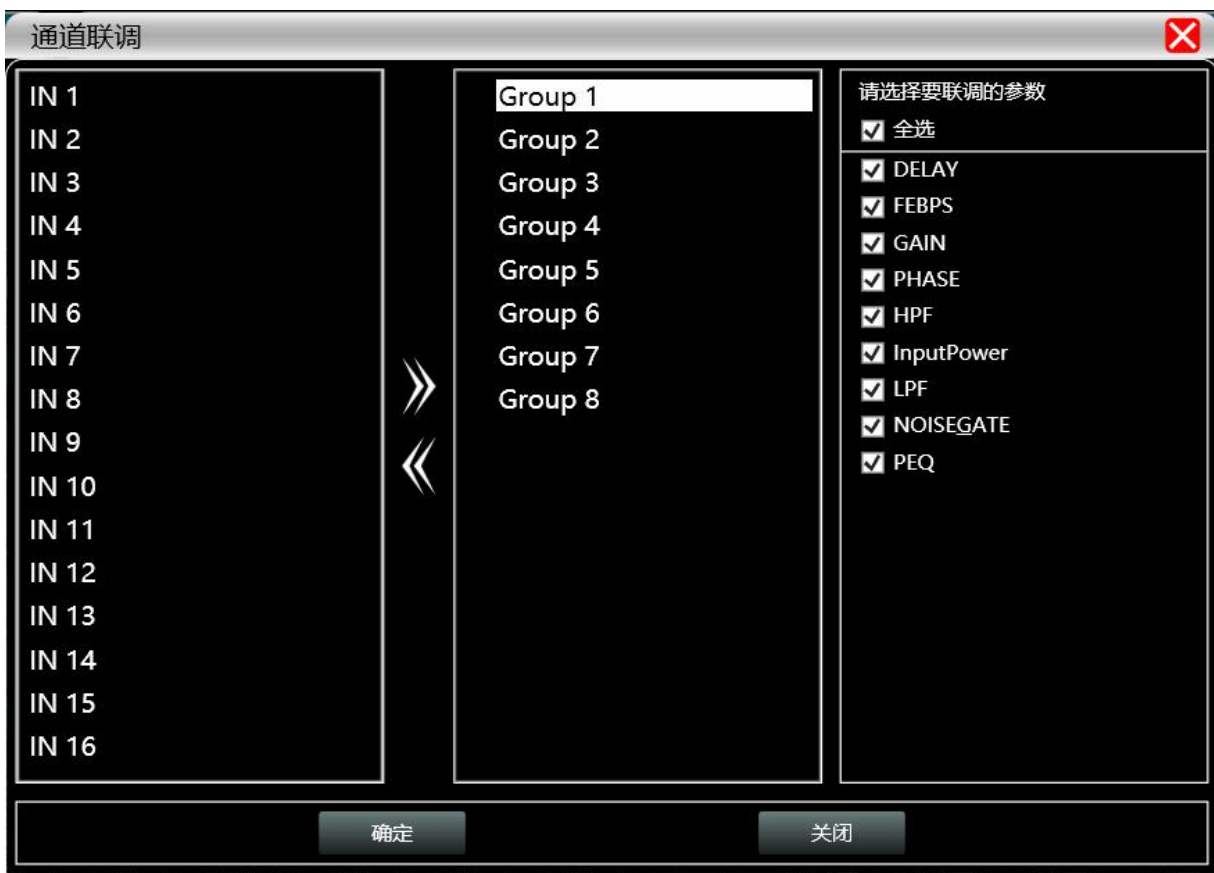 通道联调
IN 1
IN 2
IN 3
IN 4
IN 5
IN 6
IN 7
IN 8
IN 9
IN 10
IN 11
IN 12
IN 13
IN 14
IN 15
IN 16
Group 1
Group 2
Group 3
Group 4
Group 5
Group 6
Group 7
Group 8
请选择要联调的参数
全选
DELAY
FEBPS
GAIN
PHASE
HPF
InputPower
LPF
NOISEGATE
PEQ
确定
关闭